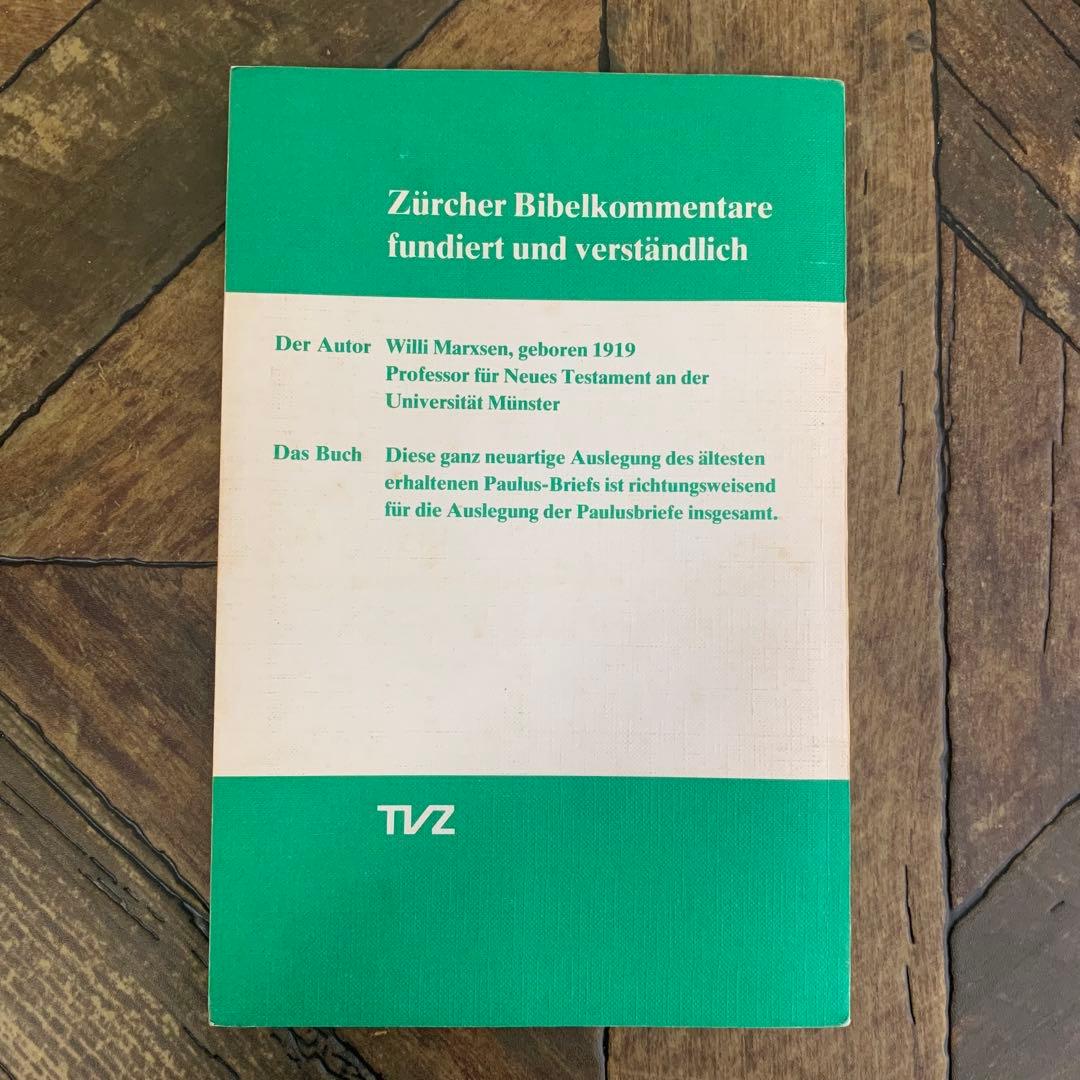 Zürcher Bibelkommentare
fundiert und verständlich
Der Autor Willi Marxsen, geboren 1919
Professor für Neues Testament an der
Universität Münster
Das Buch Diese ganz neuartige Auslegung des ältesten
erhaltenen Paulus-Briefs ist richtungsweisend
für die Auslegung der Paulusbriefe insgesamt.
TVZ